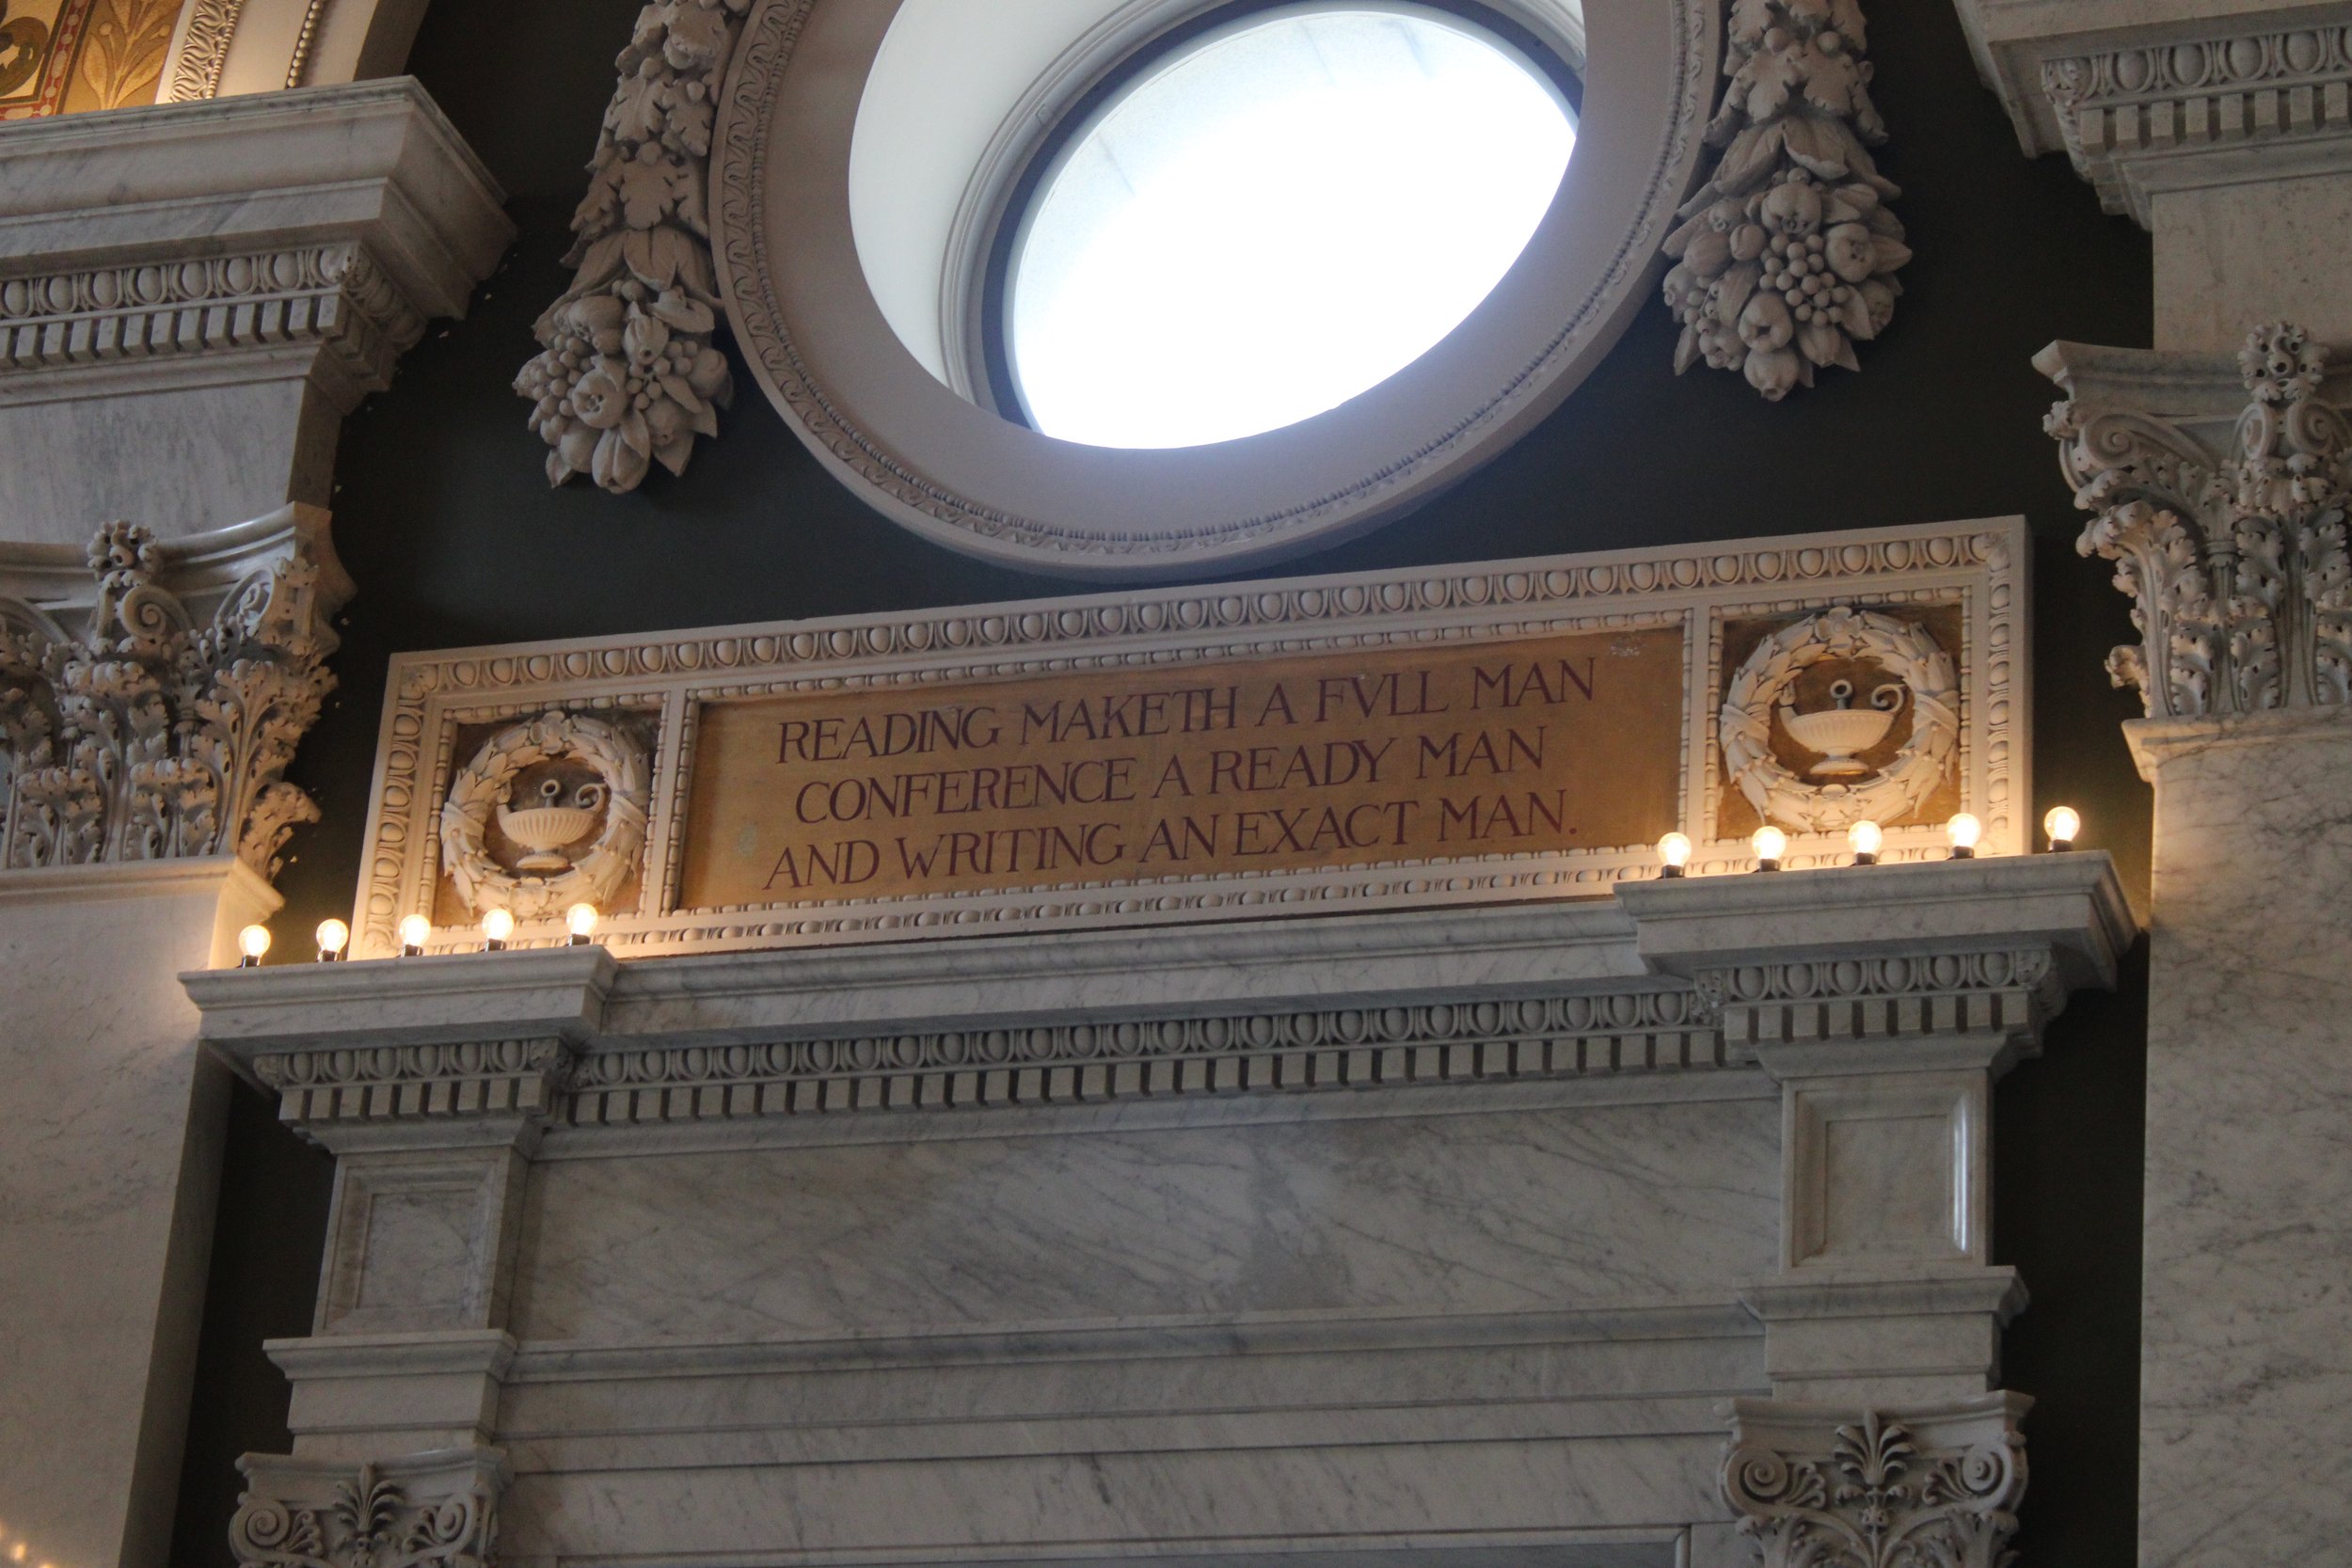 READING MAKETH A FVLL MAN
CONFERENCE A READY MAN
AND WRITING AN EXACT MAN.